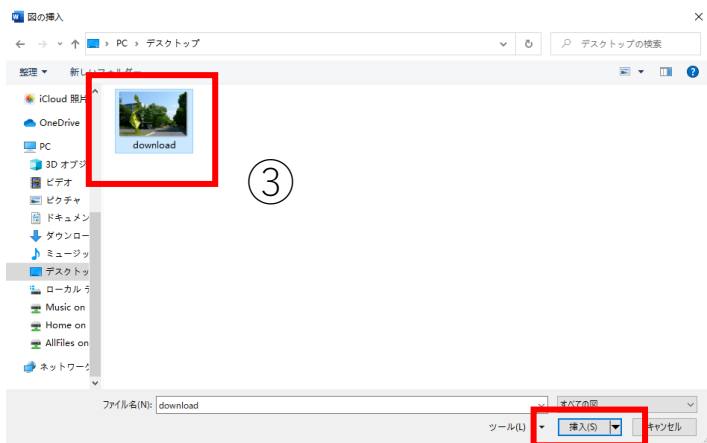 図の挿入
PC › デスクトップ
デスクトップの検索
整理 新しいフォルダー
iCloud 照片
OneDrive
PC
3D オブジ
ビデオ
ピクチャ
ドキュメン
ダウンロー
ミュージッ
デスクトッ
ローカル デ
Music on
Home on
AllFiles on
ネットワーク
download
③
ファイル名(N): download
すべての図
ツール(L) 挿入(S) キャンセル